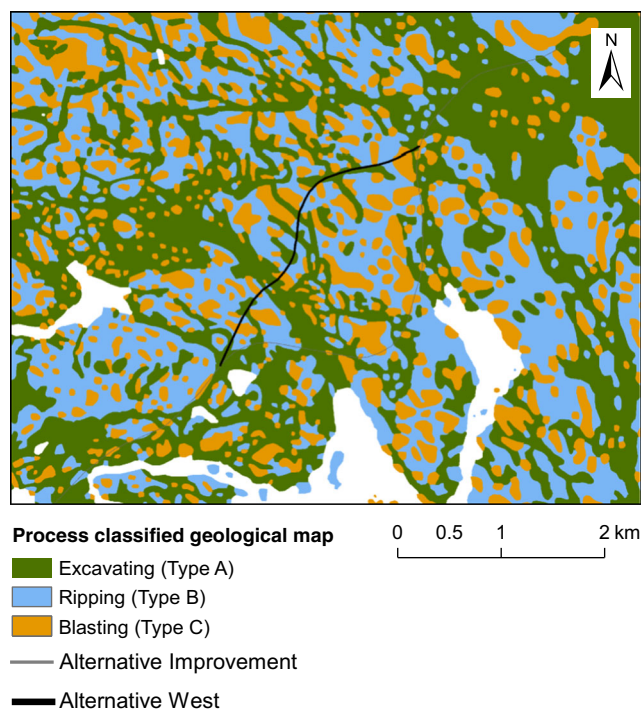 N
Process classified geological map
0 0.5 1 2 km
Excavating (Type A)
Ripping (Type B)
Blasting (Type C)
Alternative Improvement
Alternative West